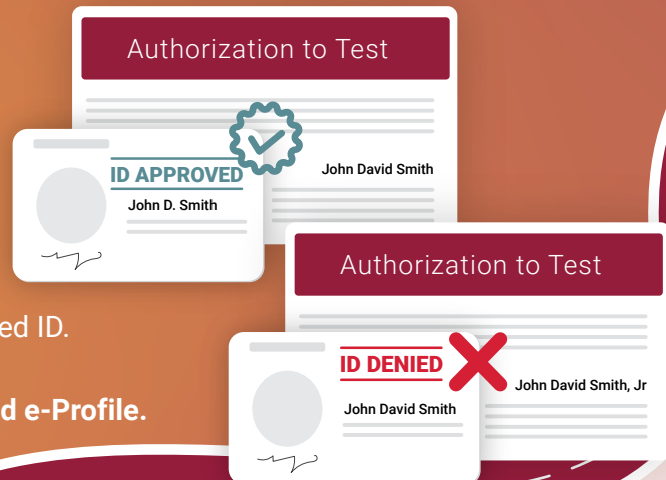 Authorization to Test
ID APPROVED
John David Smith
John D. Smith
Authorization to Test
ed ID.
ID DENIED
John David Smith, Jr
d e-Profile.
John David Smith